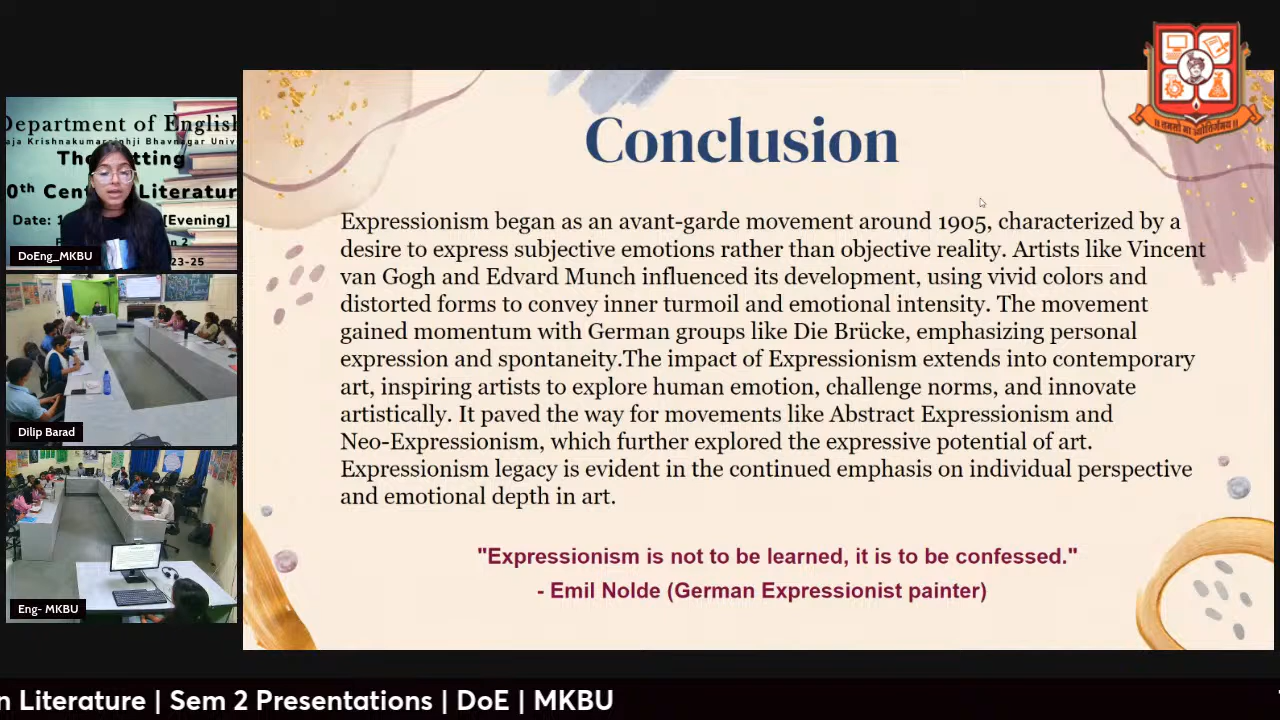 Department of English
aja Krishnakumarsinhji Bhavnagar Univ
The tting
0th Cen Literatur
Date: 1 [Evening]
n 2
23-25
DoEng_MKBU
Dilip Barad
Eng- MKBU
Conclusion
Expressionism began as an avant-garde movement around 1905, characterized by a
desire to express subjective emotions rather than objective reality. Artists like Vincent
van Gogh and Edvard Munch influenced its development, using vivid colors and
distorted forms to convey inner turmoil and emotional intensity. The movement
gained momentum with German groups like Die Brücke, emphasizing personal
expression and spontaneity.The impact of Expressionism extends into contemporary
art, inspiring artists to explore human emotion, challenge norms, and innovate
artistically. It paved the way for movements like Abstract Expressionism and
Neo-Expressionism, which further explored the expressive potential of art.
Expressionism legacy is evident in the continued emphasis on individual perspective
and emotional depth in art.
"Expressionism is not to be learned, it is to be confessed."
- Emil Nolde (German Expressionist painter)
|| तमसो मा ज्योतिर्गमय ||
n Literature | Sem 2 Presentations | DoE | MKBU